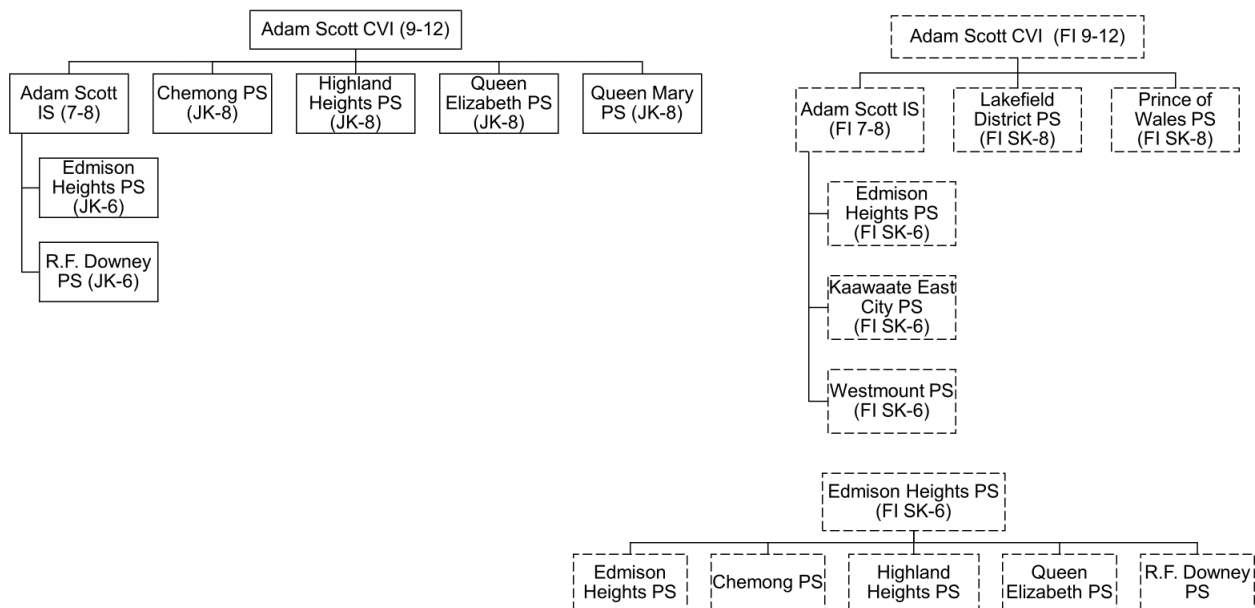 Adam Scott CVI (9-12)
Adam Scott
IS (7-8)
Chemong PS
(JK-8)
Highland
Heights PS
(JK-8)
Queen
Elizabeth PS
(JK-8)
Queen Mary
PS (JK-8)
Edmison
Heights PS
(JK-6)
R.F. Downey
PS (JK-6)
Adam Scott CVI (FI 9-12)
Adam Scott IS
(FI 7-8)
Lakefield
District PS
(FI SK-8)
Prince of
Wales PS
(FI SK-8)
Edmison
Heights PS
(FI SK-6)
Kaawaate East
City PS
(FI SK-6)
Westmount PS
(FI SK-6)
Edmison Heights PS
(FI SK-6)
Edmison
Heights PS
Chemong PS
Highland
Heights PS
Queen
Elizabeth PS
R.F. Downey
PS